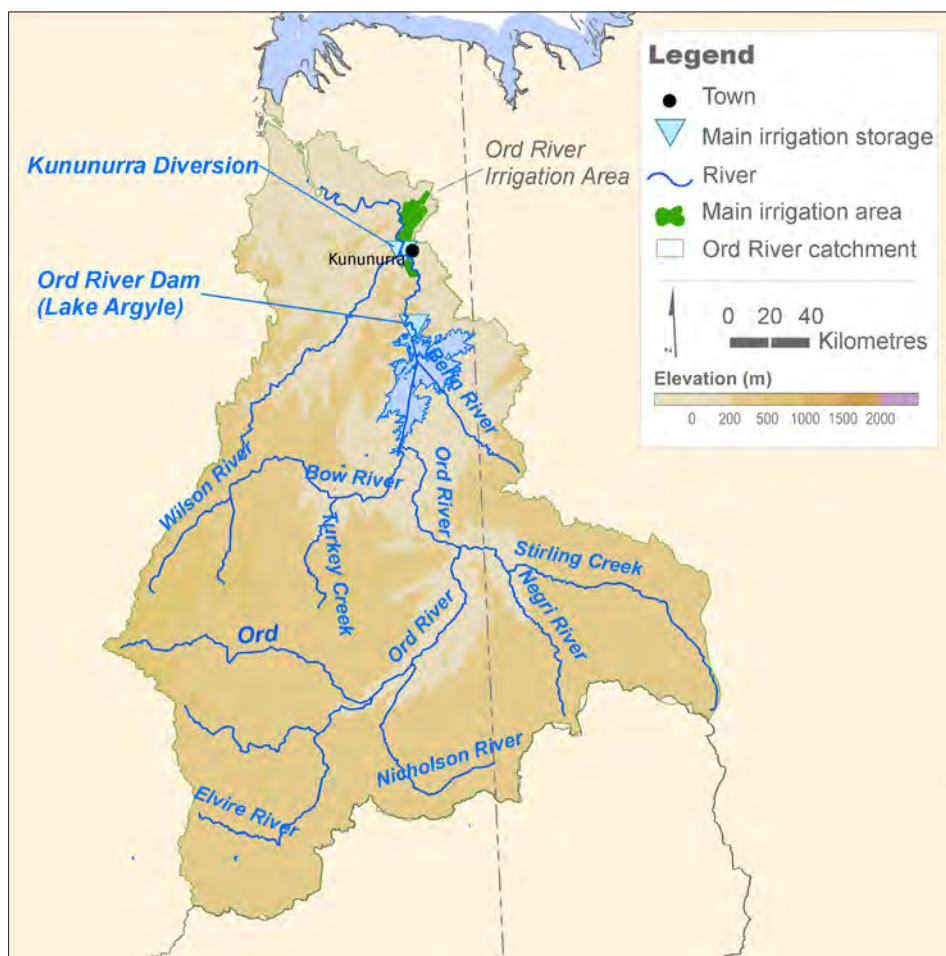 Legend
Town
Main irrigation storage
River
Main irrigation area
Ord River catchment
z
0 20 40
Kilometres
Elevation (m)
0 200 500 1000 2000
Ord River
Irrigation Area
Kununurra Diversion
Kununurra
Ord River Dam
(Lake Argyle)
Behn River
Wilson River
Bow River
Ord River
Turkey Creek
Stirling Creek
Negri River
Ord
Ord River
Nicholson River
Elvire River